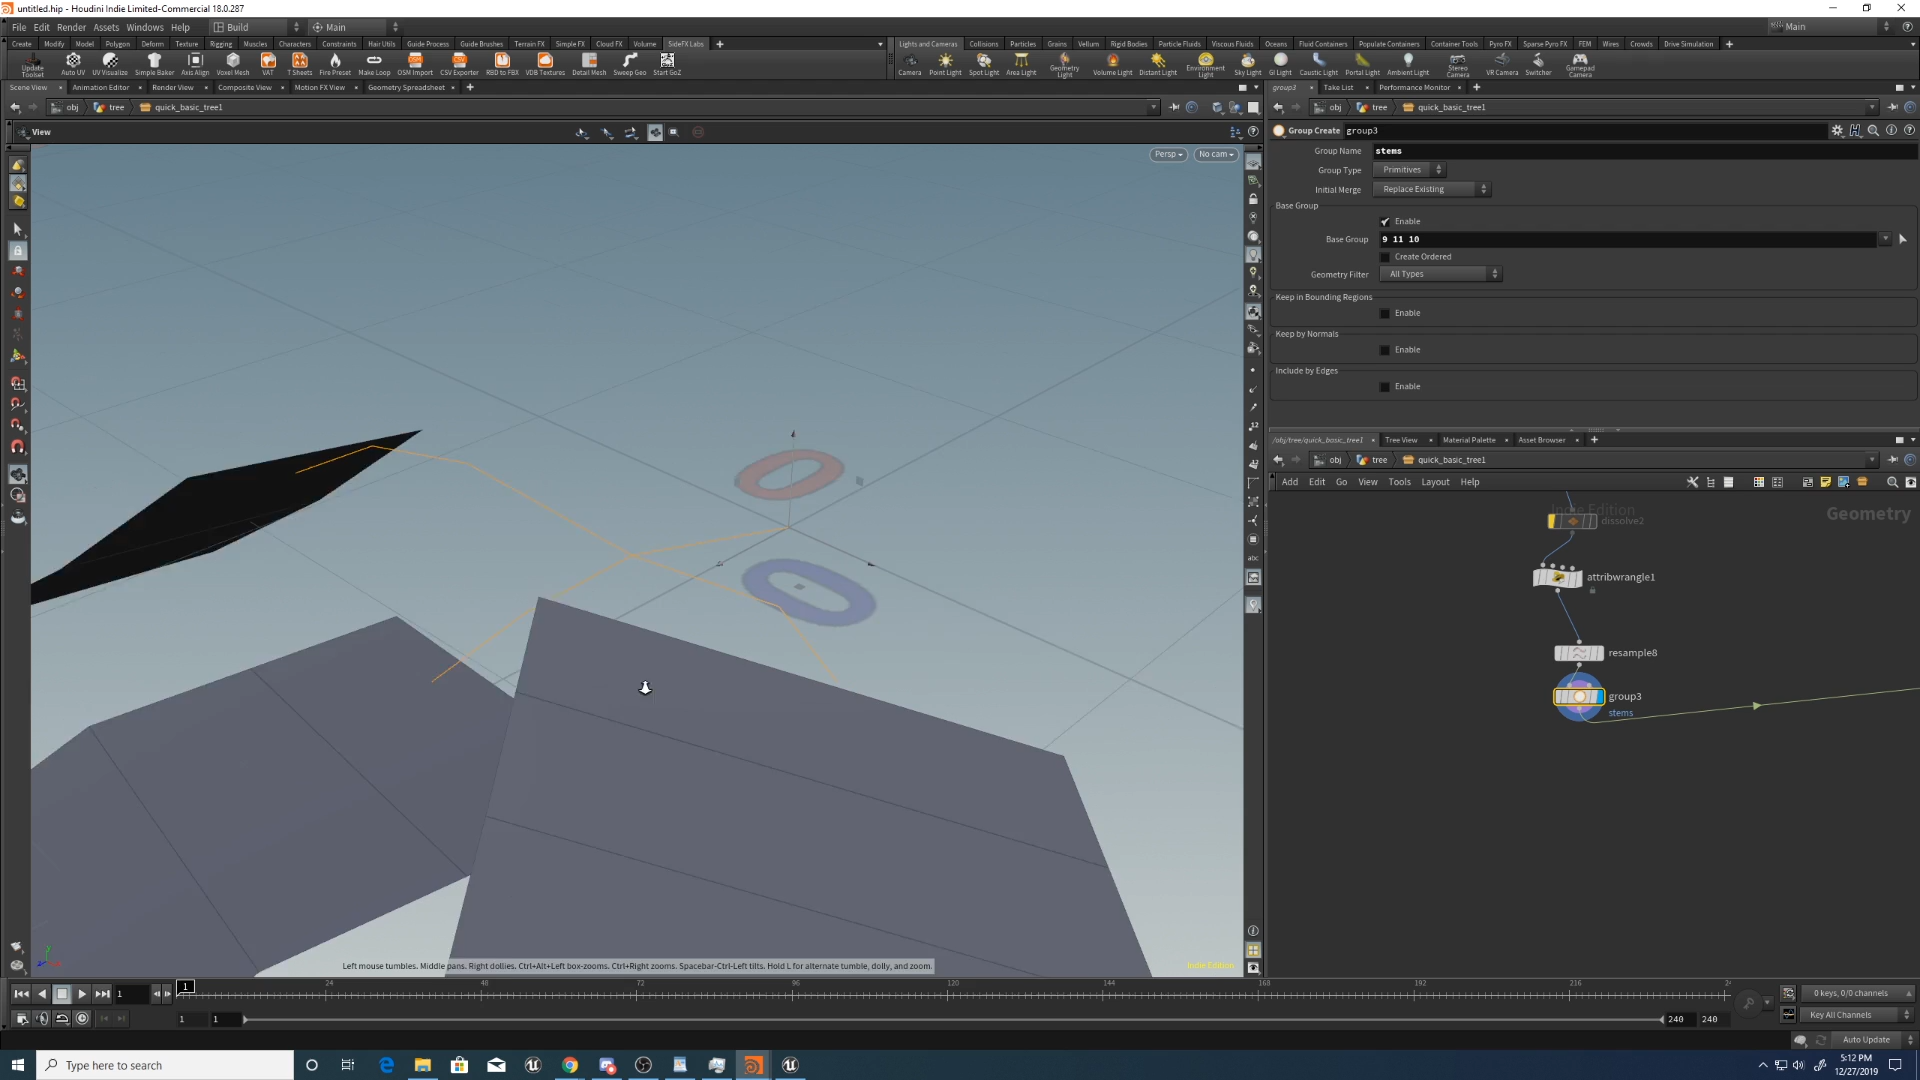 untitled.hip - Houdini Indie Limited-Commercial 18.0.287
File Edit Render Assets Windows Help Build Main Main
Create Modify Model Polygon Deform Texture Rigging Muscles Characters Constraints Hair Utils Guide Process Guide Brushes Terrain FX Simple FX Cloud FX Volume SideFX Labs
Lights and Cameras Collisions Particles Grains Vellum Rigid Bodies Particle Fluids Viscous Fluids Oceans Fluid Containers Populate Containers Container Tools Pyro FX Sparse Pyro FX FEM Wires Crowds Drive Simulation
Update Toolset Auto UV UV Visualize Simple Baker Axis Align Voxel Mesh VAT T Sheets Fire Preset Make Loop OSM Import CSV Exporter RBD to FBX VDB Textures Detail Mesh Sweep Geo Start GoZ
Camera Point Light Spot Light Area Light Geometry Light Volume Light Distant Light Environment Light Sky Light GI Light Caustic Light Portal Light Ambient Light Stereo Camera VR Camera Switcher Gamepad Camera
Scene View Animation Editor Render View Composite View Motion FX View Geometry Spreadsheet
group3 Take List Performance Monitor
obj tree quick_basic_tree1
obj tree quick_basic_tree1
View
Persp No cam
Group Create group3
Group Name stems
Group Type Primitives
Initial Merge Replace Existing
Base Group
Enable
Base Group 9 11 10
Create Ordered
Geometry Filter All Types
Keep in Bounding Regions
Enable
Keep by Normals
Enable
Include by Edges
Enable
/obj/tree/quick_basic_tree1 Tree View Material Palette Asset Browser
obj tree quick_basic_tree1
Add Edit Go View Tools Layout Help
Indie Edition
Geometry
dissolve2
attribwrangle1
resample8
group3
stems
0
0
12
abc
Left mouse tumbles. Middle pans. Right dollies. Ctrl+Alt+Left box-zooms. Ctrl+Right zooms. Spacebar-Ctrl-Left tilts. Hold L for alternate tumble, dolly, and zoom.
Indie Edition
1 1 24 48 72 96 120 144 168 192 216
0 keys, 0/0 channels
1 1 240 240
Key All Channels
Auto Update
Type here to search
5:12 PM
12/27/2019